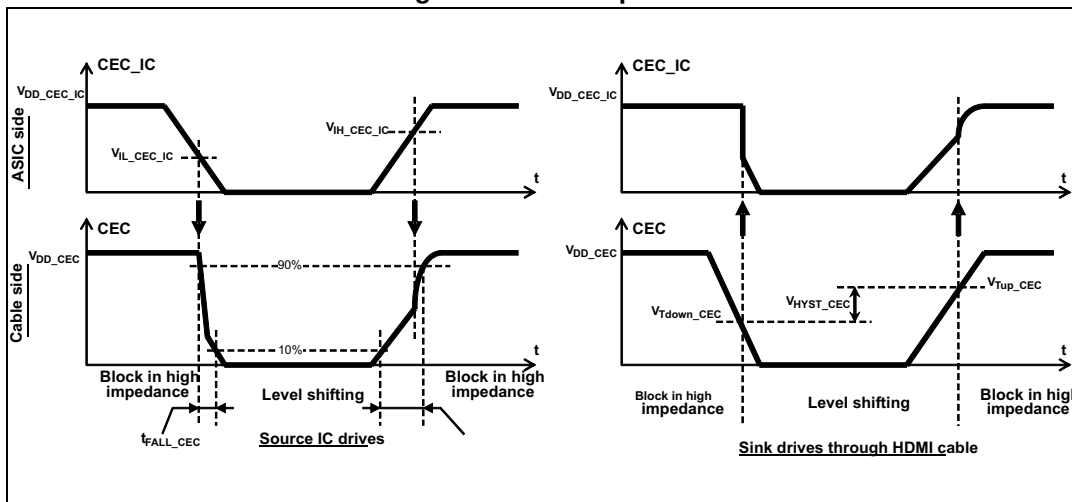 CEC_IC
VDD_CEC_IC
VIL_CEC_IC
VIH_CEC_IC
t
ASIC side
CEC
VDD_CEC
90%
10%
t
Cable side
Block in high
impedance
Level shifting
Block in high
impedance
tFALL_CEC
Source IC drives
CEC_IC
VDD_CEC_IC
t
CEC
VDD_CEC
VTdown_CEC
VHYST_CEC
VTup_CEC
t
Block in high
impedance
Level shifting
Block in high
impedance
Sink drives through HDMI cable